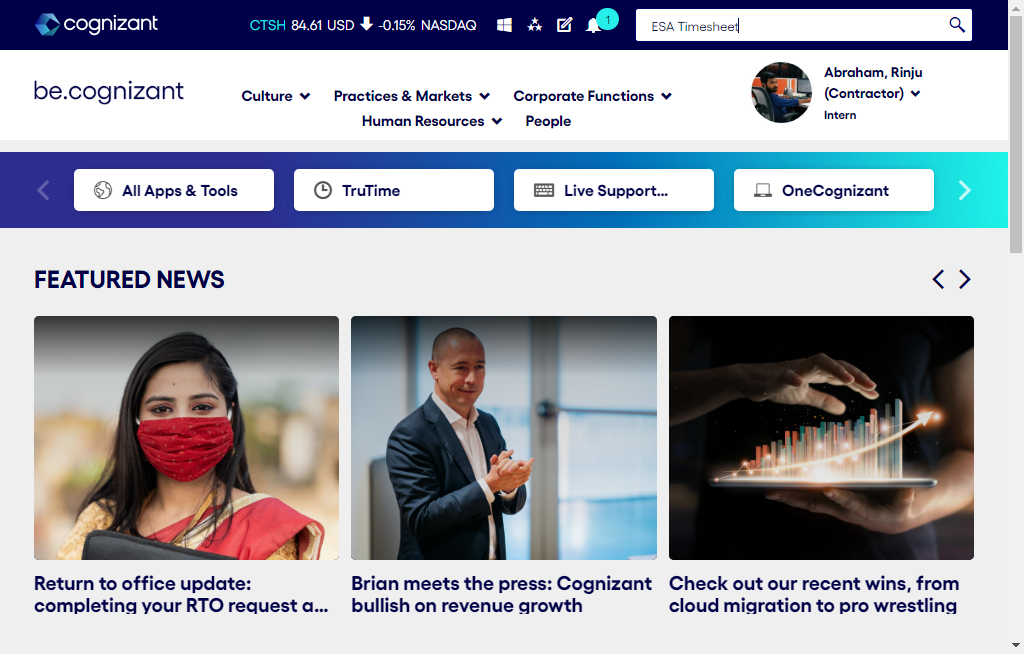 cognizant
CTSH 84.61 USD -0.15% NASDAQ
1
ESA Timesheet
be.cognizant
Culture
Practices & Markets
Corporate Functions
Human Resources
People
Abraham, Rinju
(Contractor)
Intern
All Apps & Tools
TruTime
Live Support...
OneCognizant
FEATURED NEWS
Return to office update:
completing your RTO request a...
Brian meets the press: Cognizant
bullish on revenue growth
Check out our recent wins, from
cloud migration to pro wrestling